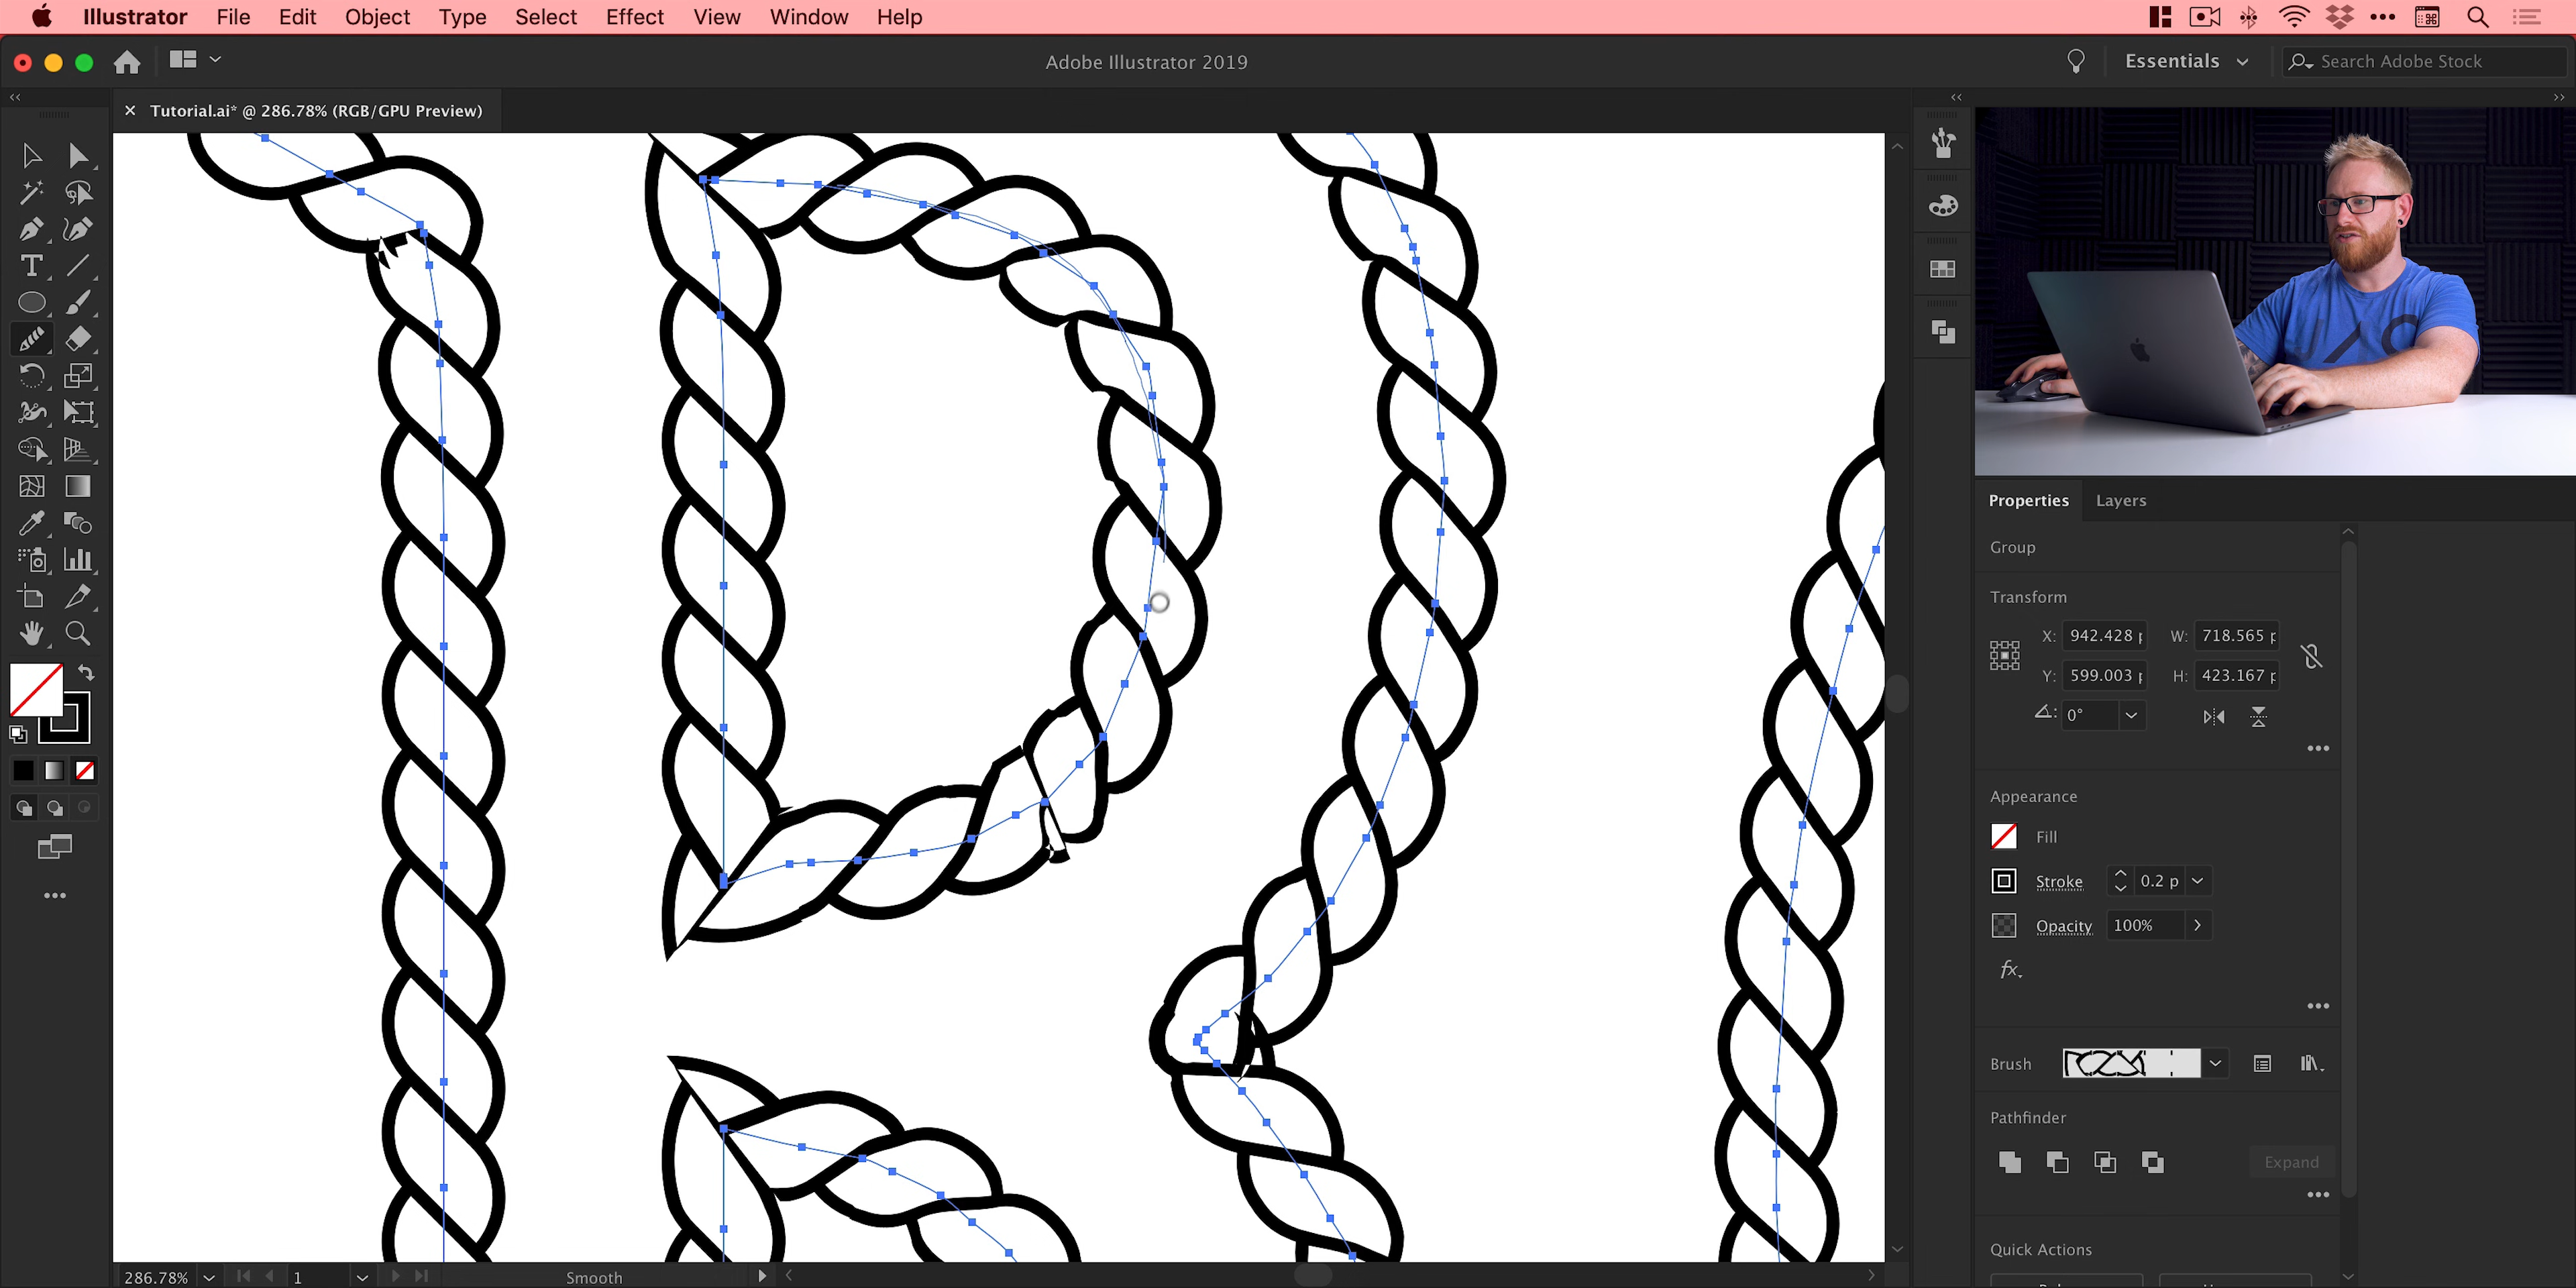 Illustrator File Edit Object Type Select Effect View Window Help
Adobe Illustrator 2019
Essentials
Search Adobe Stock
Tutorial.ai* @ 286.78% (RGB/GPU Preview)
Properties Layers
Group
Transform
X: 942.428 W: 718.565
Y: 599.003 H: 423.167
0°
Appearance
Fill
Stroke 0.2 p
Opacity 100%
fx
Brush
Pathfinder
Expand
Quick Actions
286.78% 1 Smooth